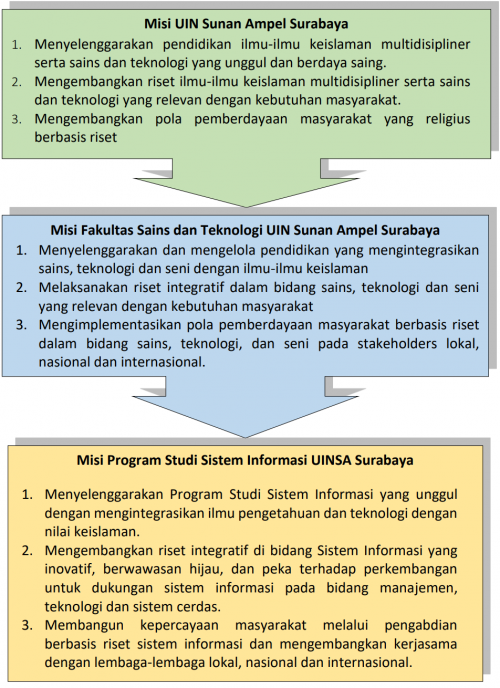 Misi UIN Sunan Ampel Surabaya
1. Menyelenggarakan pendidikan ilmu-ilmu keislaman multidisipliner
serta sains dan teknologi yang unggul dan berdaya saing.
2. Mengembangkan riset ilmu-ilmu keislaman multidisipliner serta sains
dan teknologi yang relevan dengan kebutuhan masyarakat.
3. Mengembangkan pola pemberdayaan masyarakat yang religius
berbasis riset
Misi Fakultas Sains dan Teknologi UIN Sunan Ampel Surabaya
1. Menyelenggarakan dan mengelola pendidikan yang mengintegrasikan
sains, teknologi dan seni dengan ilmu-ilmu keislaman
2. Melaksanakan riset integratif dalam bidang sains, teknologi dan seni
yang relevan dengan kebutuhan masyarakat
3. Mengimplementasikan pola pemberdayaan masyarakat berbasis riset
dalam bidang sains, teknologi, dan seni pada stakeholders lokal,
nasional dan internasional.
Misi Program Studi Sistem Informasi UINSA Surabaya
1. Menyelenggarakan Program Studi Sistem Informasi yang unggul
dengan mengintegrasikan ilmu pengetahuan dan teknologi dengan
nilai keislaman.
2. Mengembangkan riset integratif di bidang Sistem Informasi yang
inovatif, berwawasan hijau, dan peka terhadap perkembangan
untuk dukungan sistem informasi pada bidang manajemen,
teknologi dan sistem cerdas.
3. Membangun kepercayaan masyarakat melalui pengabdian
berbasis riset sistem informasi dan mengembangkan kerjasama
dengan lembaga-lembaga lokal, nasional dan internasional.